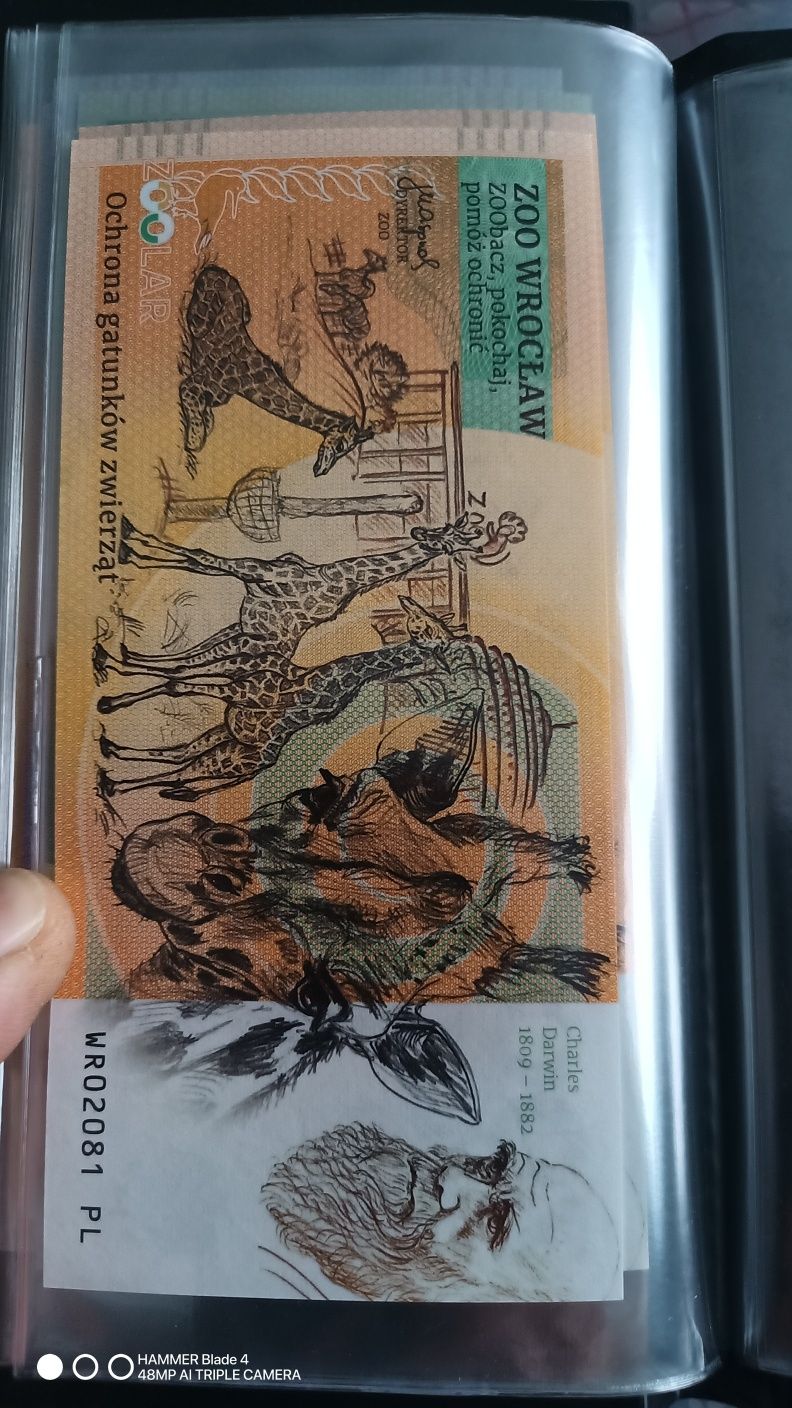 ZOO WROCŁAW
ZOObacz, pokochaj,
pomóż ochronić
DYREKTOR
ZOO
ZOOLAR
Ochrona gatunków zwierząt
ZOO
Charles
Darwin
1809 – 1882
WR02081 PL
HAMMER Blade 4
48MP AI TRIPLE CAMERA